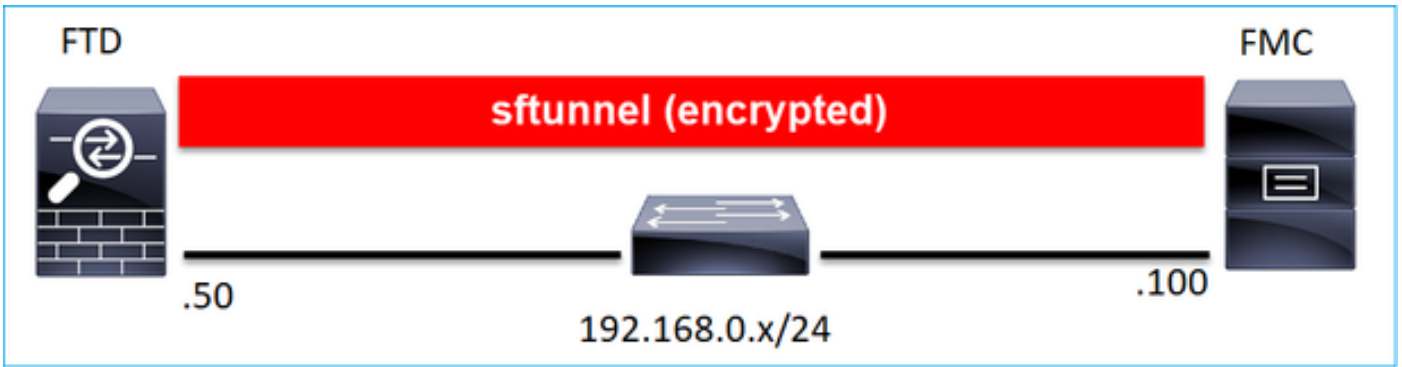 FTD
FMC
sftunnel (encrypted)
.50
.100
192.168.0.x/24